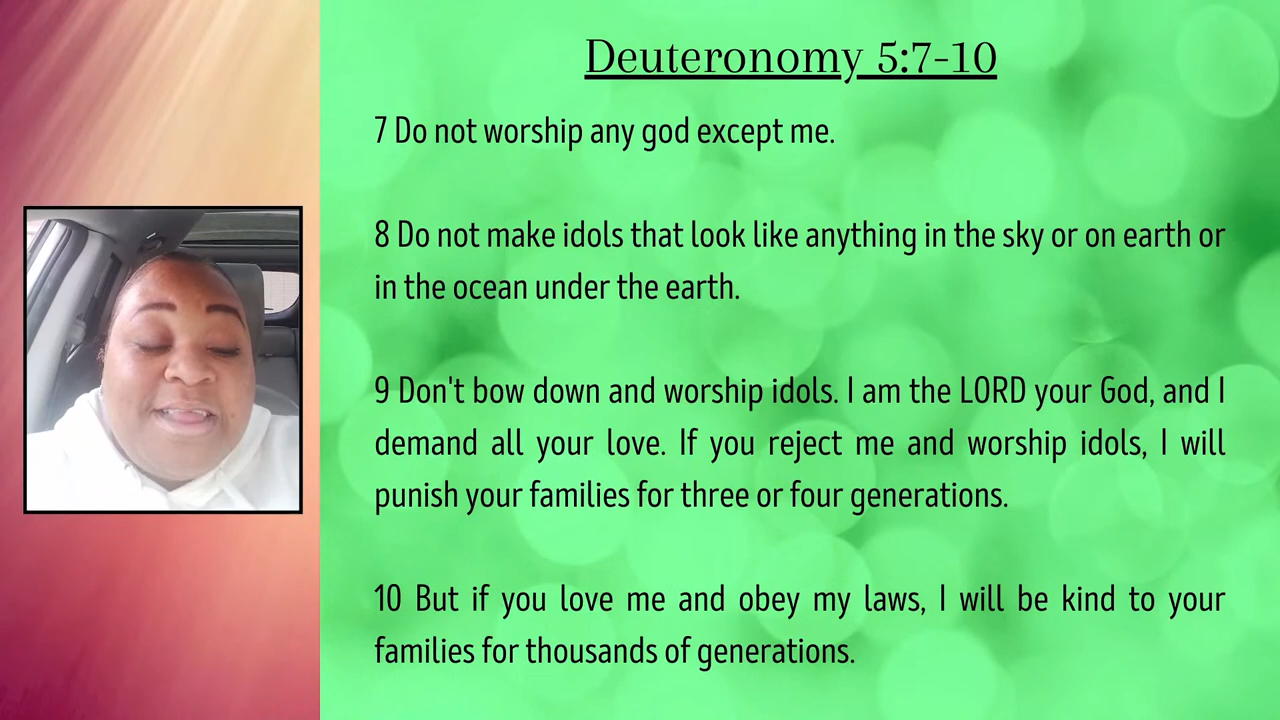 Deuteronomy 5:7-10
7 Do not worship any god except me.
8 Do not make idols that look like anything in the sky or on earth or
in the ocean under the earth.
9 Don't bow down and worship idols. I am the LORD your God, and I
demand all your love. If you reject me and worship idols, I will
punish your families for three or four generations.
10 But if you love me and obey my laws, I will be kind to your
families for thousands of generations.